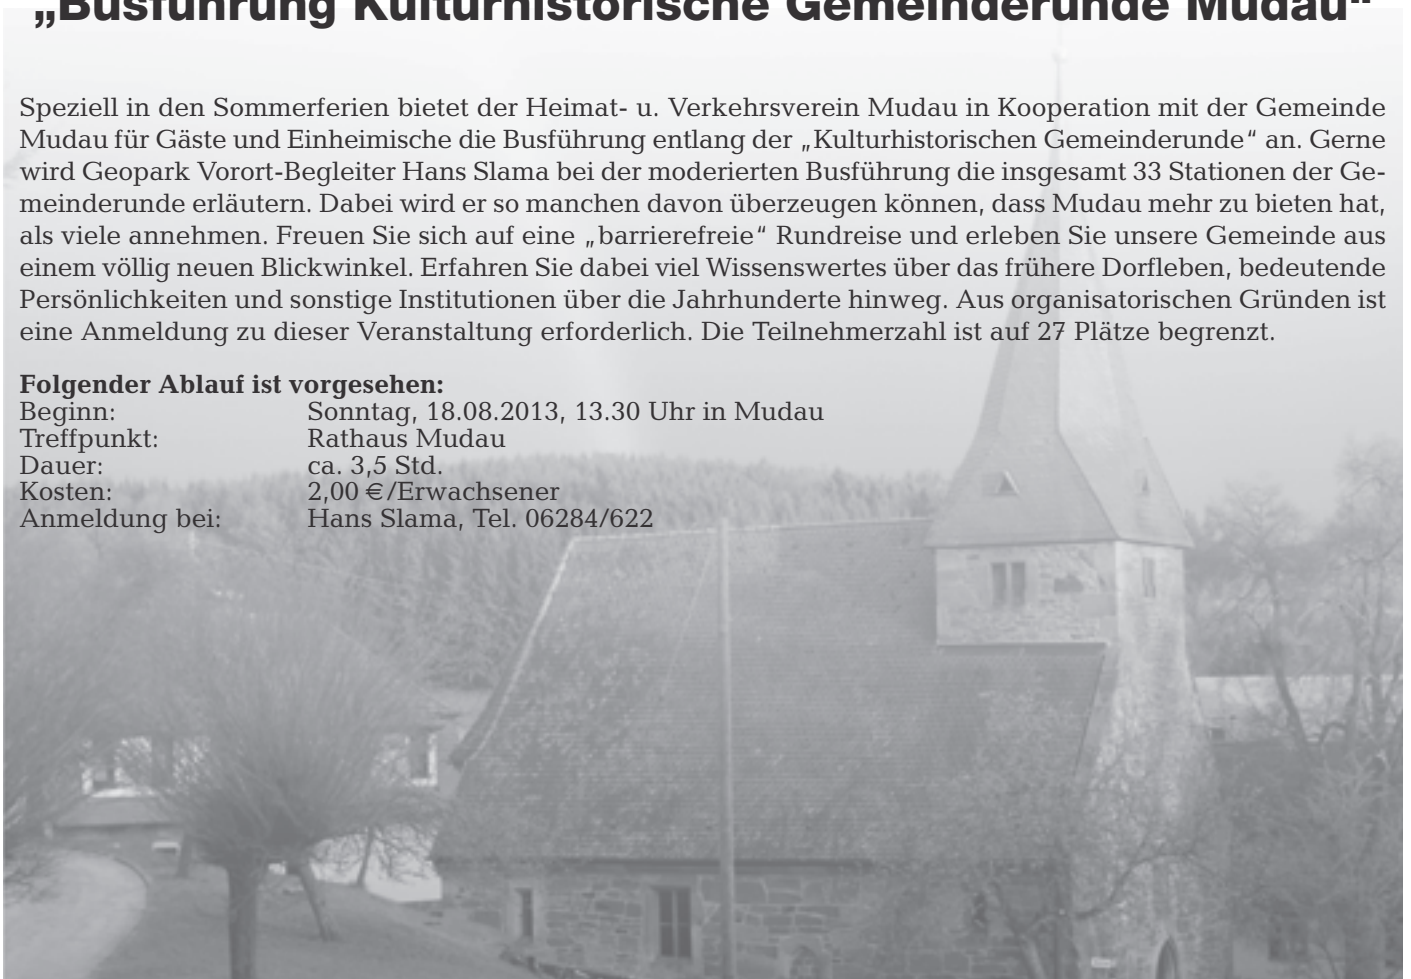 „Busführung Kulturhistorische Gemeinderunde Mudau“
Speziell in den Sommerferien bietet der Heimat- u. Verkehrsverein Mudau in Kooperation mit der Gemeinde
Mudau für Gäste und Einheimische die Busführung entlang der „Kulturhistorischen Gemeinderunde“ an. Gerne
wird Geopark Vorort-Begleiter Hans Slama bei der moderierten Busführung die insgesamt 33 Stationen der Ge-
meinderunde erläutern. Dabei wird er so manchen davon überzeugen können, dass Mudau mehr zu bieten hat,
als viele annehmen. Freuen Sie sich auf eine „barrierefreie“ Rundreise und erleben Sie unsere Gemeinde aus
einem völlig neuen Blickwinkel. Erfahren Sie dabei viel Wissenswertes über das frühere Dorfleben, bedeutende
Persönlichkeiten und sonstige Institutionen über die Jahrhunderte hinweg. Aus organisatorischen Gründen ist
eine Anmeldung zu dieser Veranstaltung erforderlich. Die Teilnehmerzahl ist auf 27 Plätze begrenzt.
Folgender Ablauf ist vorgesehen:
Beginn: Sonntag, 18.08.2013, 13.30 Uhr in Mudau
Treffpunkt: Rathaus Mudau
Dauer: ca. 3,5 Std.
Kosten: 2,00 €/Erwachsener
Anmeldung bei: Hans Slama, Tel. 06284/622